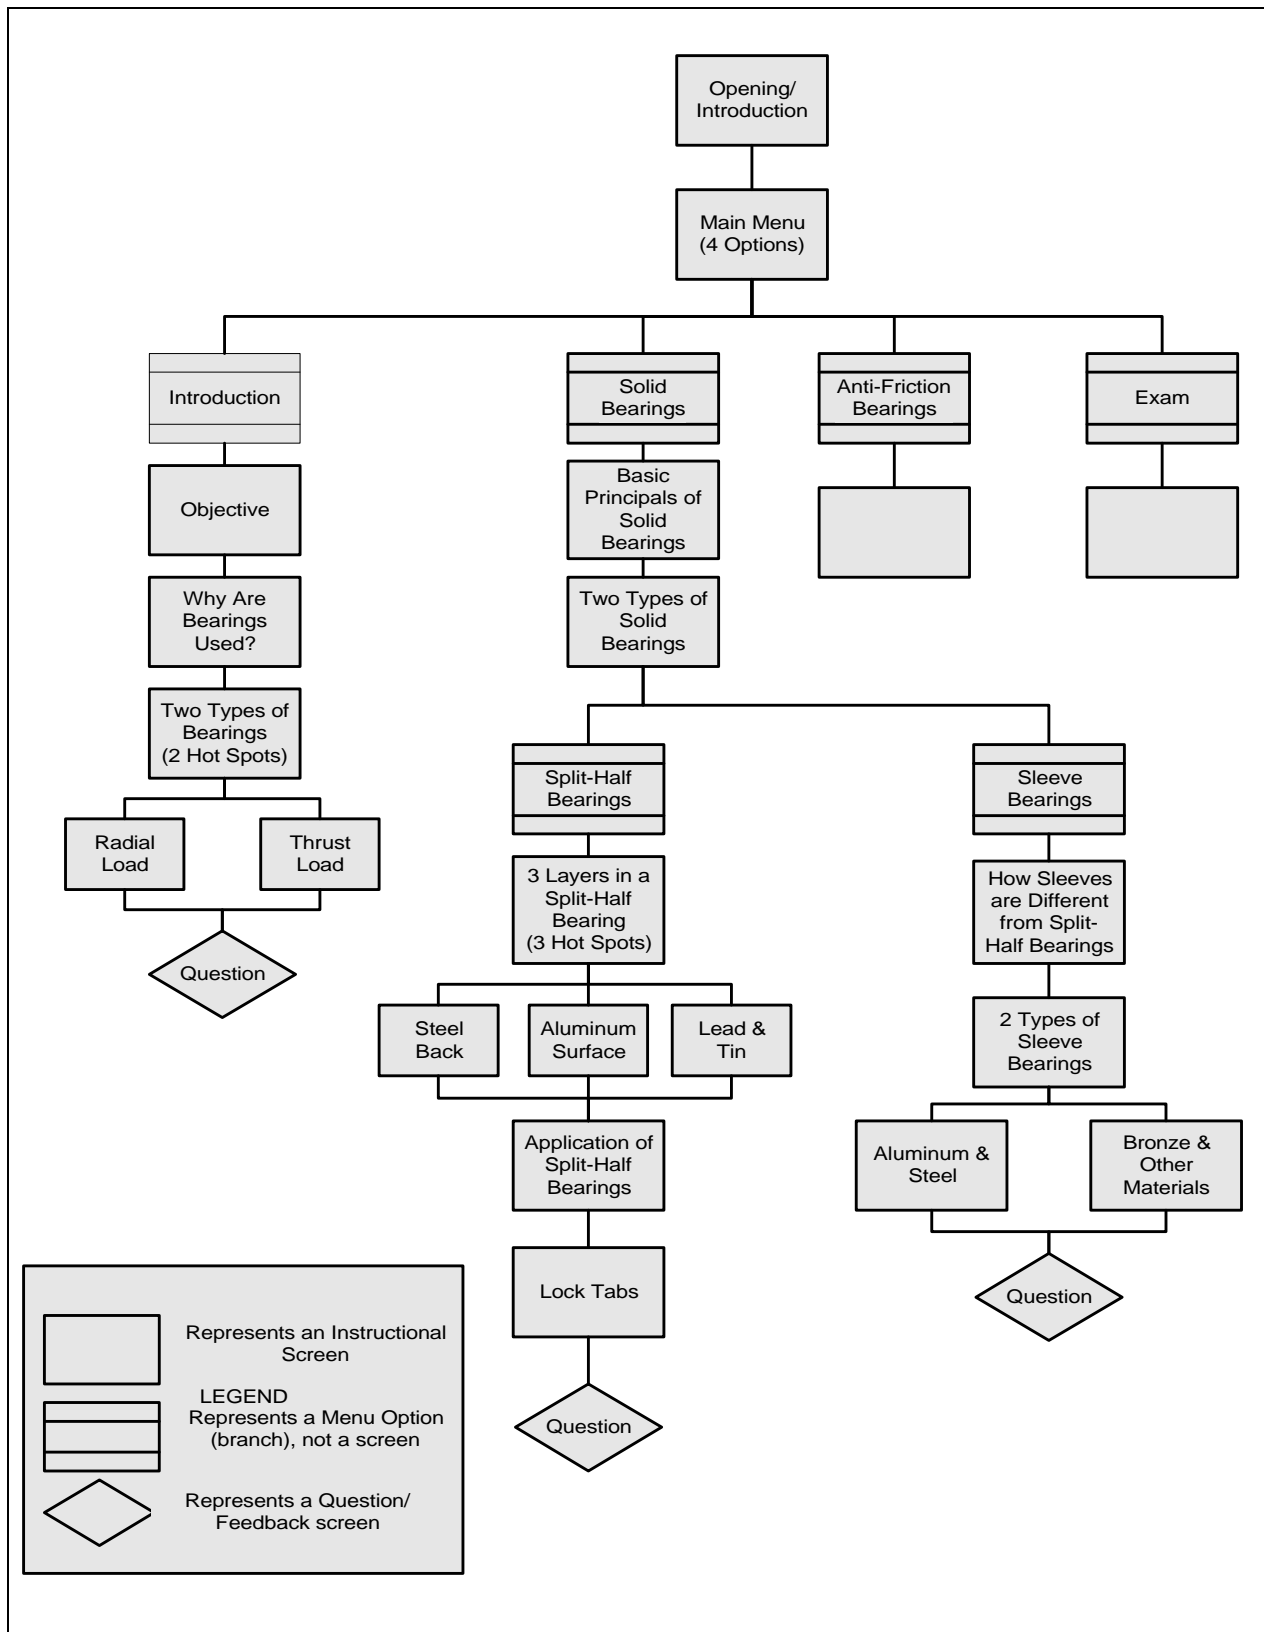 Opening/
Introduction
Main Menu
(4 Options)
Introduction
Solid
Bearings
Anti-Friction
Bearings
Exam
Objective
Basic
Principals of
Solid
Bearings
Why Are
Bearings
Used?
Two Types of
Solid
Bearings
Two Types of
Bearings
(2 Hot Spots)
Radial
Load
Thrust
Load
Question
Split-Half
Bearings
Sleeve
Bearings
3 Layers in a
Split-Half
Bearing
(3 Hot Spots)
How Sleeves
are Different
from Split-
Half Bearings
Steel
Back
Aluminum
Surface
Lead &
Tin
2 Types of
Sleeve
Bearings
Application of
Split-Half
Bearings
Aluminum &
Steel
Bronze &
Other
Materials
Lock Tabs
Question
Question
Represents an Instructional
Screen
LEGEND
Represents a Menu Option
(branch), not a screen
Represents a Question/
Feedback screen